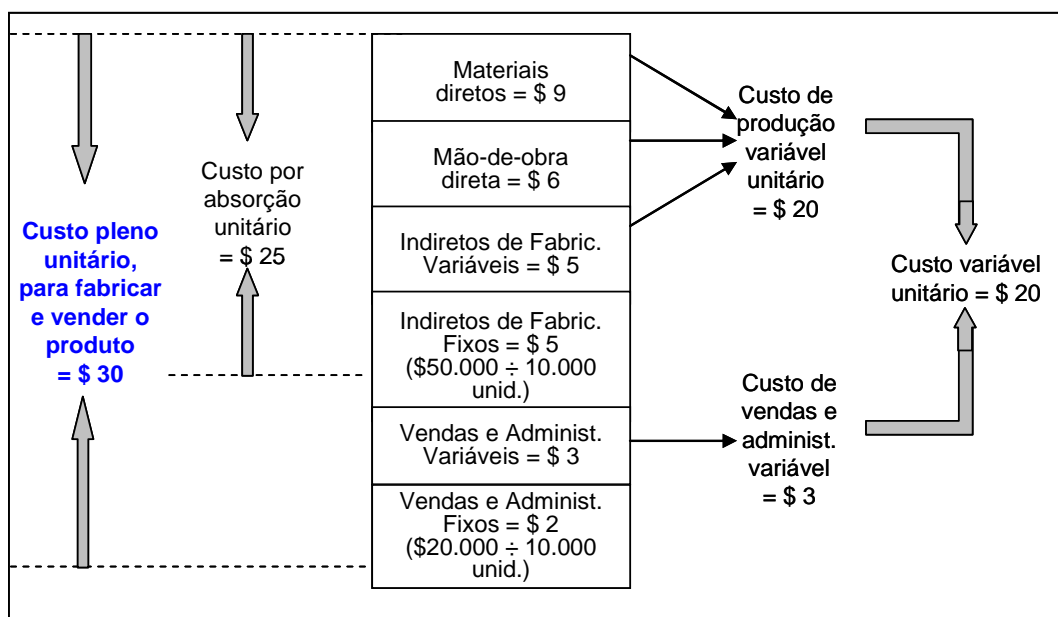 Materiais
diretos = $ 9
Mão-de-obra
direta = $ 6
Indiretos de Fabric.
Variáveis = $ 5
Indiretos de Fabric.
Fixos = $ 5
($50.000 ÷ 10.000
unid.)
Vendas e Administ.
Variáveis = $ 3
Vendas e Administ.
Fixos = $ 2
($20.000 ÷ 10.000
unid.)
Custo pleno
unitário,
para fabricar
e vender o
produto
= $ 30
Custo por
absorção
unitário
= $ 25
Custo de
produção
variável
unitário
= $ 20
Custo de
vendas e
administ.
variável
= $ 3
Custo variável
unitário = $ 20